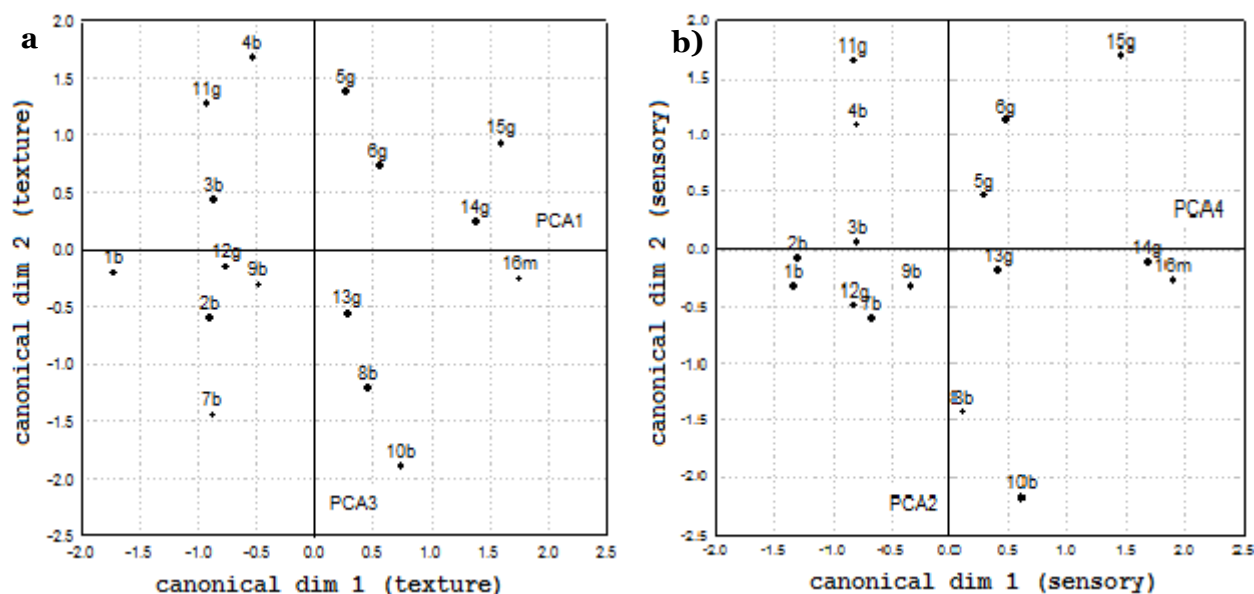 a
2.0
1.5
1.0
0.5
0.0
-0.5
-1.0
-1.5
-2.0
-2.5
canonical dim 2 (texture)
4b
11g
5g
15g
6g
3b
14g
PCA1
1b
12g
9b
16m
2b
13g
8b
7b
10b
PCA3
-2.0 -1.5 -1.0 -0.5 0.0 0.5 1.0 1.5 2.0 2.5
canonical dim 1 (texture)
b)
2.0
1.5
1.0
0.5
0.0
-0.5
-1.0
-1.5
-2.0
-2.5
canonical dim 2 (sensory)
11g
15g
4b
6g
5g
PCA4
3b
2b
14g
1b
9b
13g
16m
12g
7b
8b
10b
PCA2
-2.0 -1.5 -1.0 -0.5 0.0 0.5 1.0 1.5 2.0 2.5
canonical dim 1 (sensory)